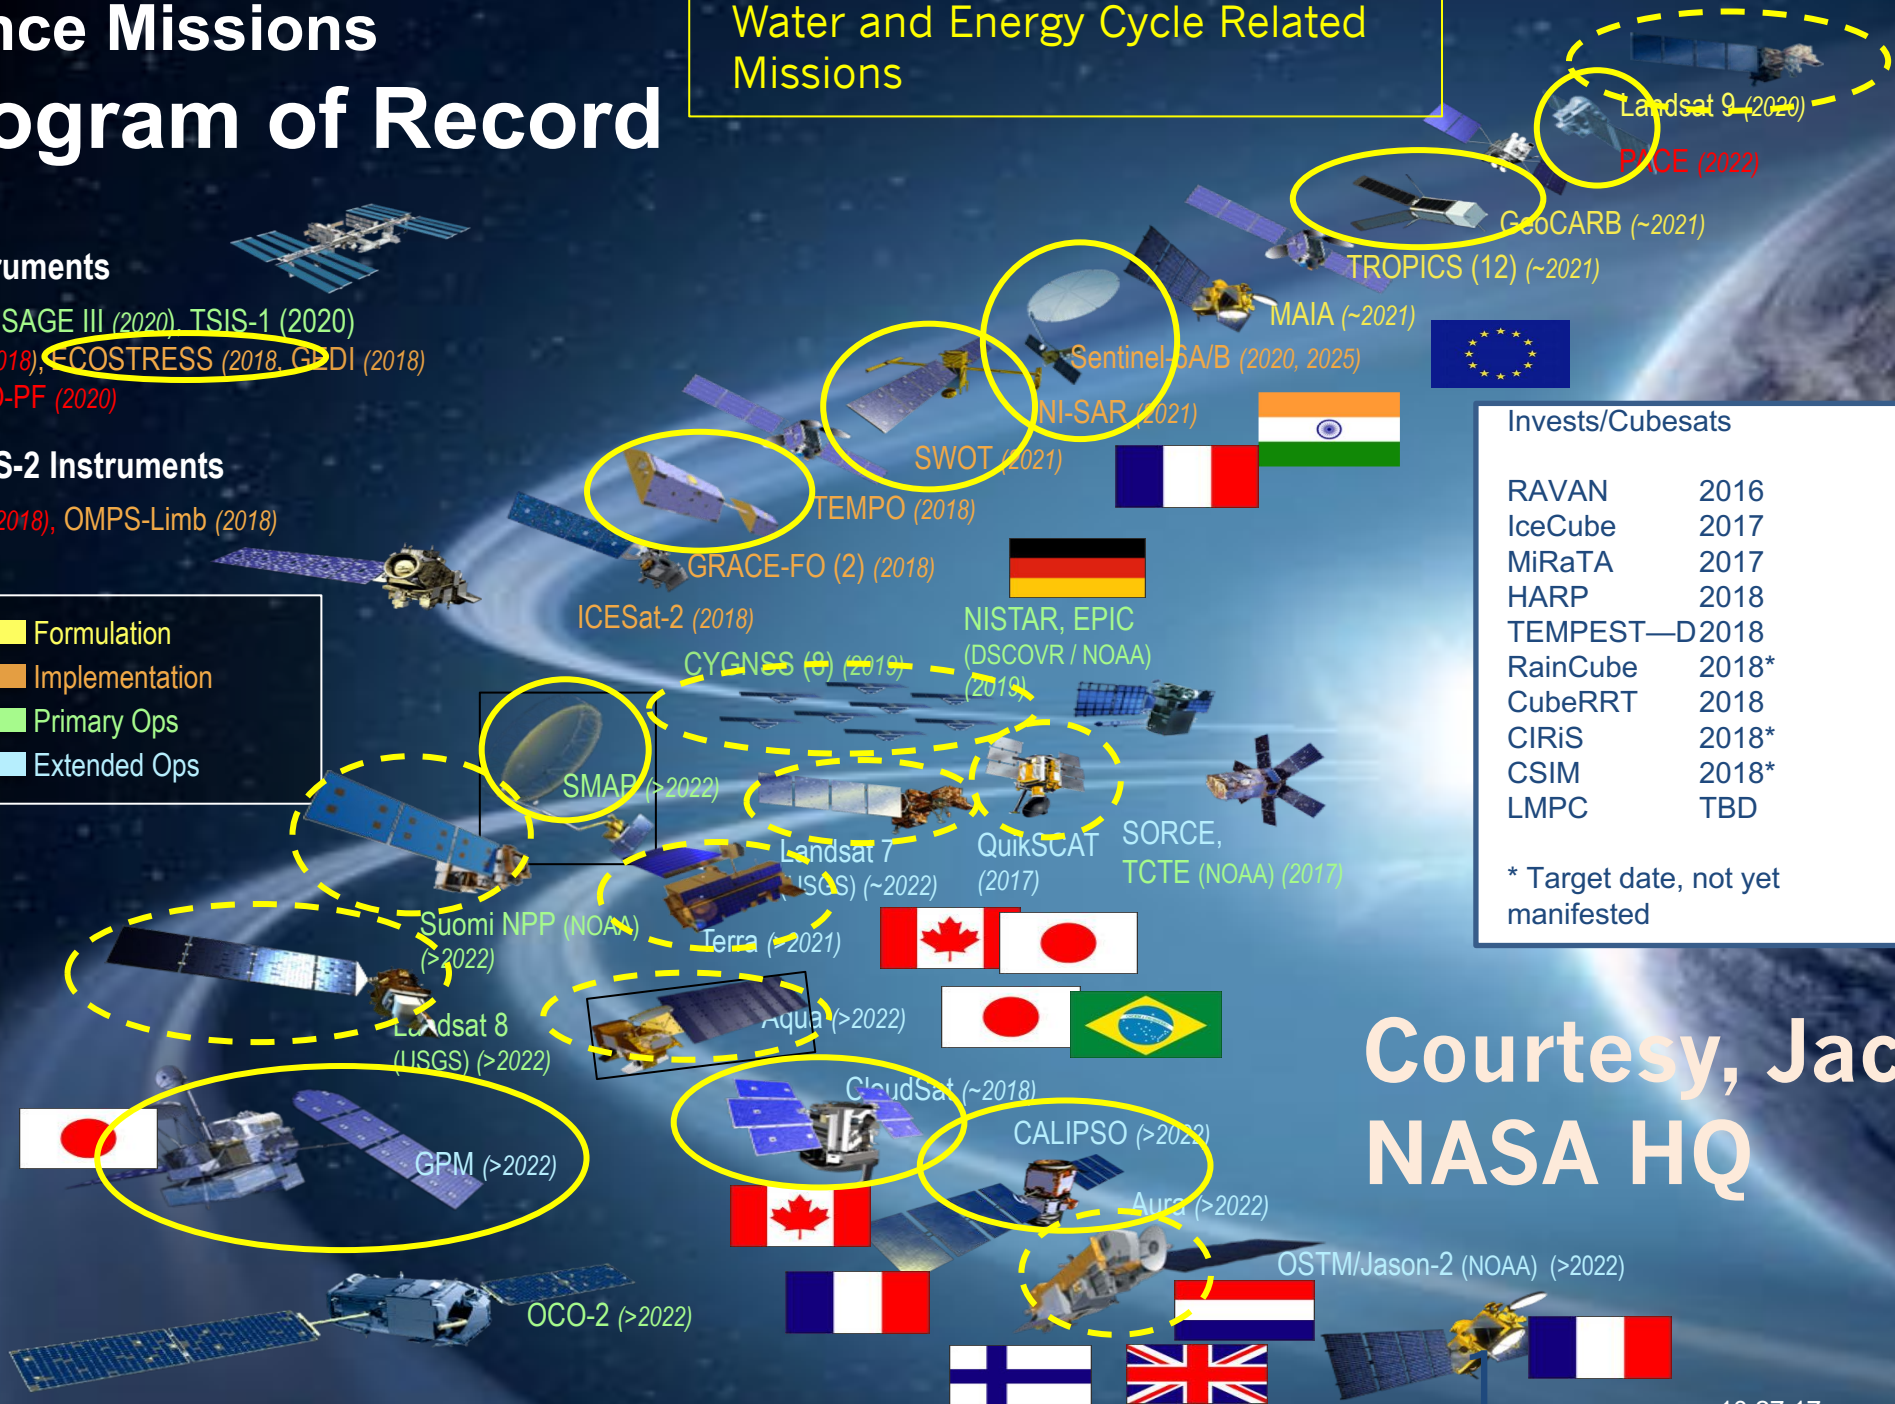 nce Missions
ogram of Record
Water and Energy Cycle Related
Missions
Landsat 9 (2020)
PACE (2022)
GeoCARB (~2021)
TROPICS (12) (~2021)
MAIA (~2021)
Sentinel-6A/B (2020, 2025)
NI-SAR (2021)
SWOT (2021)
TEMPO (2018)
GRACE-FO (2) (2018)
ICESat-2 (2018)
ruments
SAGE III (2020), TSIS-1 (2020)
018), ECOSTRESS (2018, GEDI (2018)
O-PF (2020)
S-2 Instruments
2018), OMPS-Limb (2018)
Formulation
Implementation
Primary Ops
Extended Ops
NISTAR, EPIC
(DSCOVR / NOAA)
(2019)
CYGNSS (8) (2019)
SMAP (>2022)
Landsat 7
(USGS) (~2022)
QuikSCAT
(2017)
SORCE,
TCTE (NOAA) (2017)
Suomi NPP (NOAA)
(>2022)
Terra (>2021)
Landsat 8
(USGS) (>2022)
Aqua (>2022)
CloudSat (~2018)
CALIPSO (>2022)
GPM (>2022)
Aura (>2022)
OSTM/Jason-2 (NOAA) (>2022)
OCO-2 (>2022)
Invests/Cubesats
RAVAN 2016
IceCube 2017
MiRaTA 2017
HARP 2018
TEMPEST—D2018
RainCube 2018*
CubeRRT 2018
CIRiS 2018*
CSIM 2018*
LMPC TBD
* Target date, not yet
manifested
Courtesy, Jac
NASA HQ